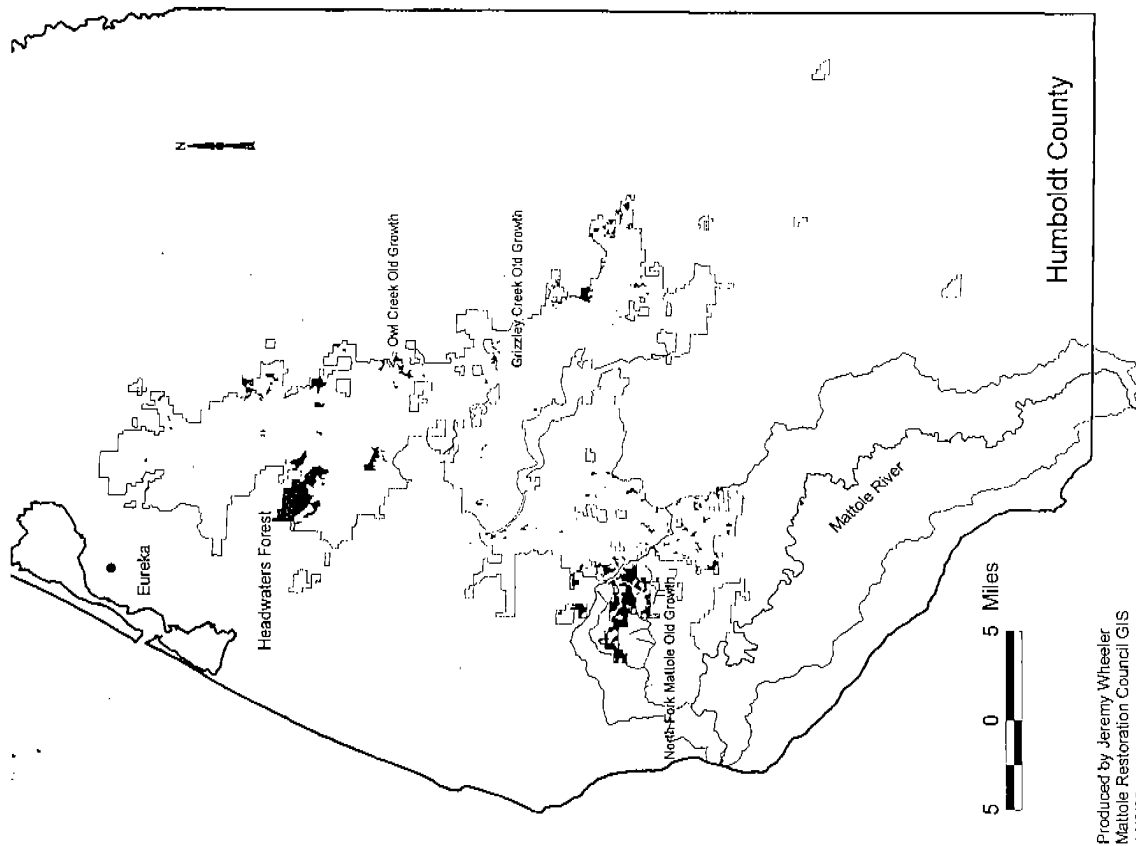 N
Eureka
Headwaters Forest
Owl Creek Old Growth
Grizzley Creek Old Growth
North Fork Mattole Old Growth
Mattole River
Humboldt County
5 0 5 Miles
Produced by Jeremy Wheeler
Mattole Restoration Council GIS